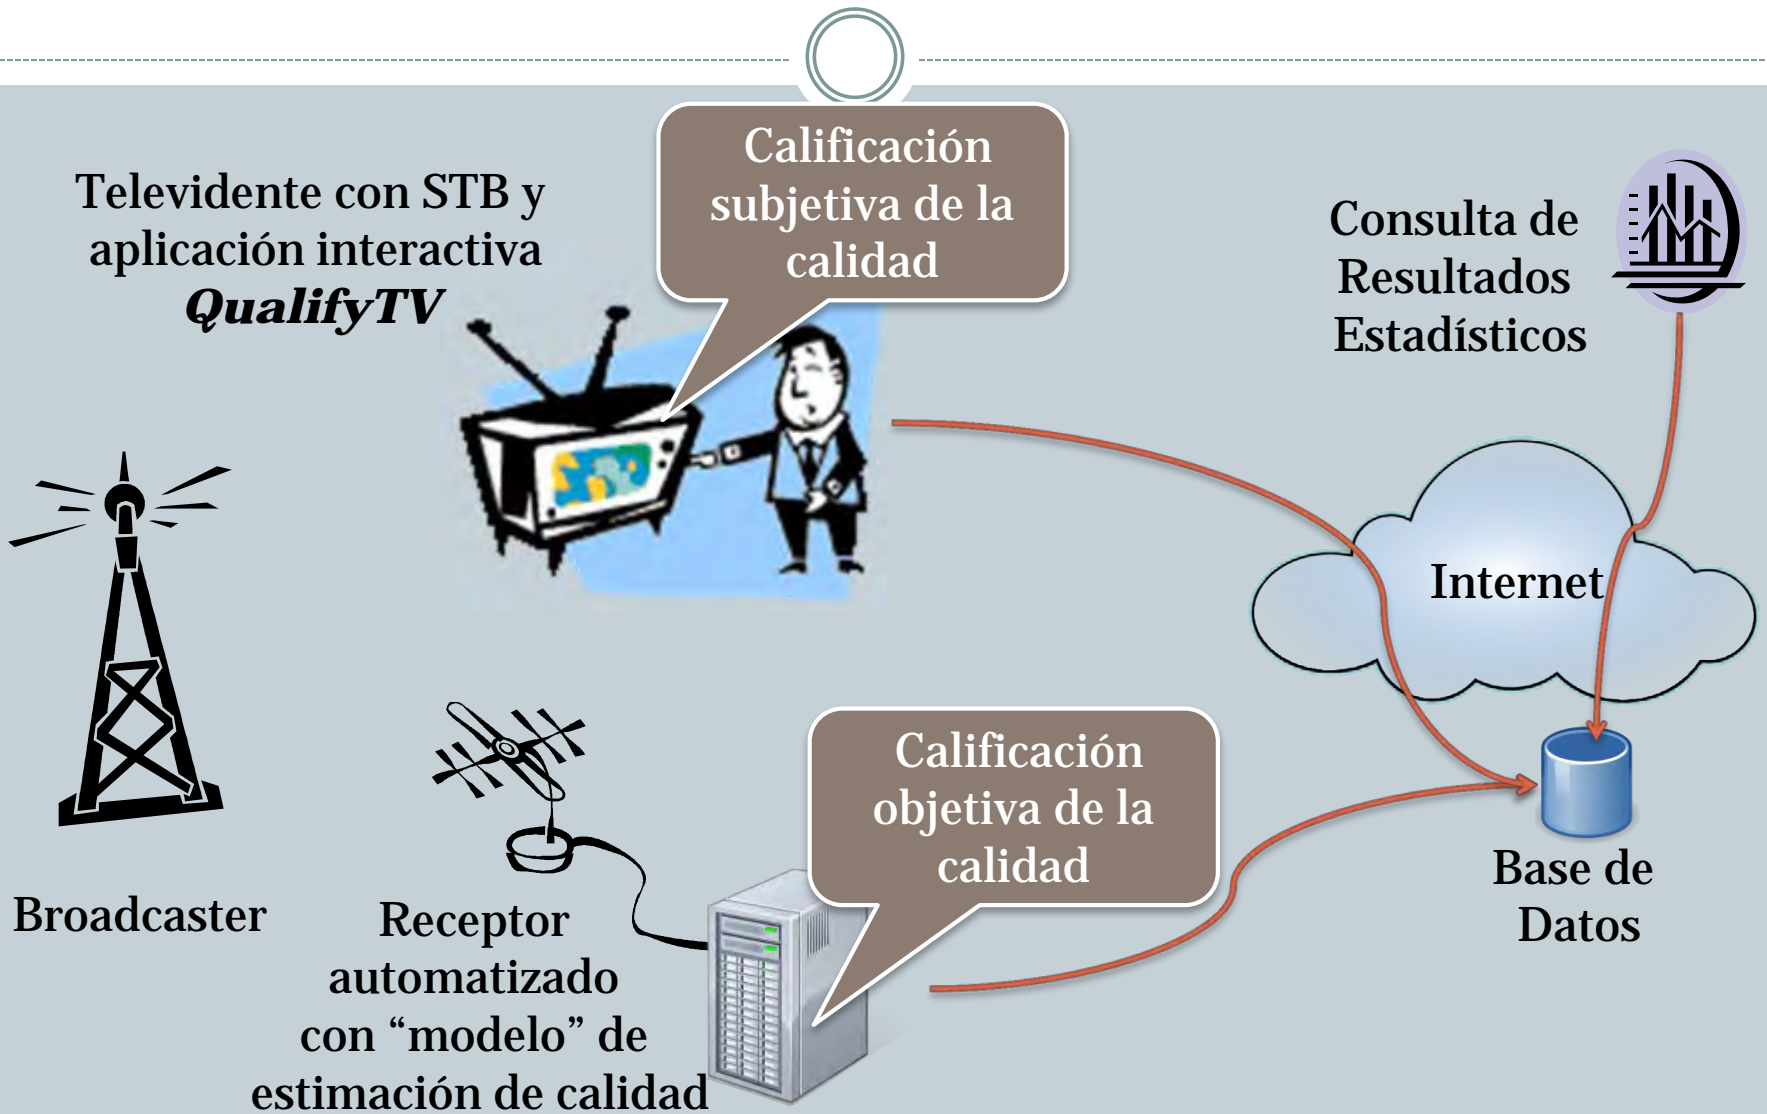 Televidente con STB y
aplicación interactiva
QualifyTV
Calificación
subjetiva de la
calidad
Consulta de
Resultados
Estadísticos
Internet
Broadcaster
Receptor
automatizado
con “modelo” de
estimación de calidad
Calificación
objetiva de la
calidad
Base de
Datos